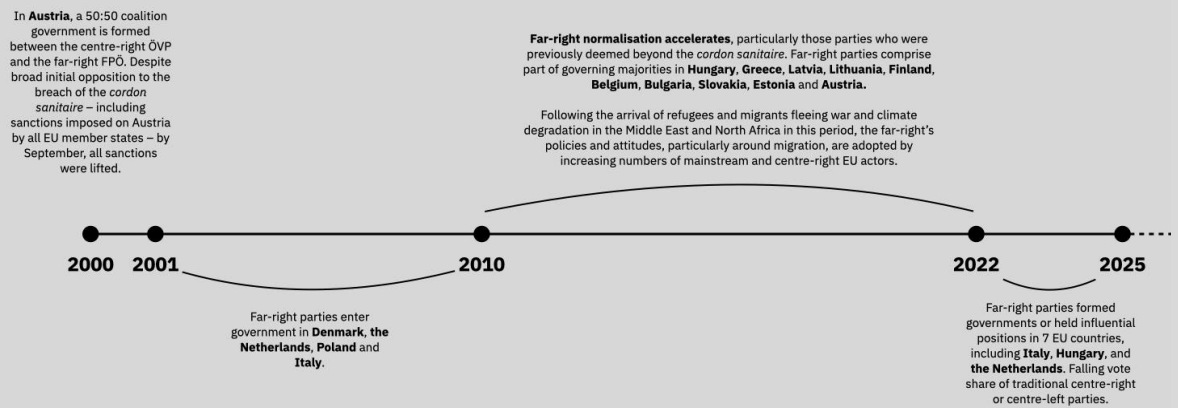 In Austria, a 50:50 coalition
government is formed
between the centre-right ÖVP
and the far-right FPÖ. Despite
broad initial opposition to the
breach of the cordon
sanitaire – including
sanctions imposed on Austria
by all EU member states – by
September, all sanctions
were lifted.
Far-right normalisation accelerates, particularly those parties who were
previously deemed beyond the cordon sanitaire. Far-right parties comprise
part of governing majorities in Hungary, Greece, Latvia, Lithuania, Finland,
Belgium, Bulgaria, Slovakia, Estonia and Austria.
Following the arrival of refugees and migrants fleeing war and climate
degradation in the Middle East and North Africa in this period, the far-right's
policies and attitudes, particularly around migration, are adopted by
increasing numbers of mainstream and centre-right EU actors.
2000 2001 2010 2022 2025
Far-right parties enter
government in Denmark, the
Netherlands, Poland and
Italy.
Far-right parties formed
governments or held influential
positions in 7 EU countries,
including Italy, Hungary, and
the Netherlands. Falling vote
share of traditional centre-right
or centre-left parties.